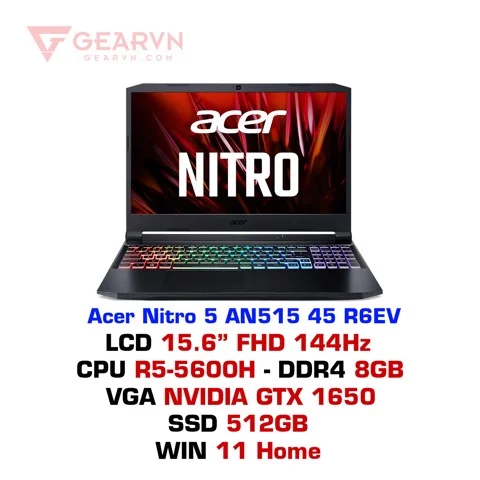 GEARVN
GEARVN.COM
acer
NITRO
acer
Acer Nitro 5 AN515 45 R6EV
LCD 15.6” FHD 144Hz
CPU R5-5600H - DDR4 8GB
VGA NVIDIA GTX 1650
SSD 512GB
WIN 11 Home